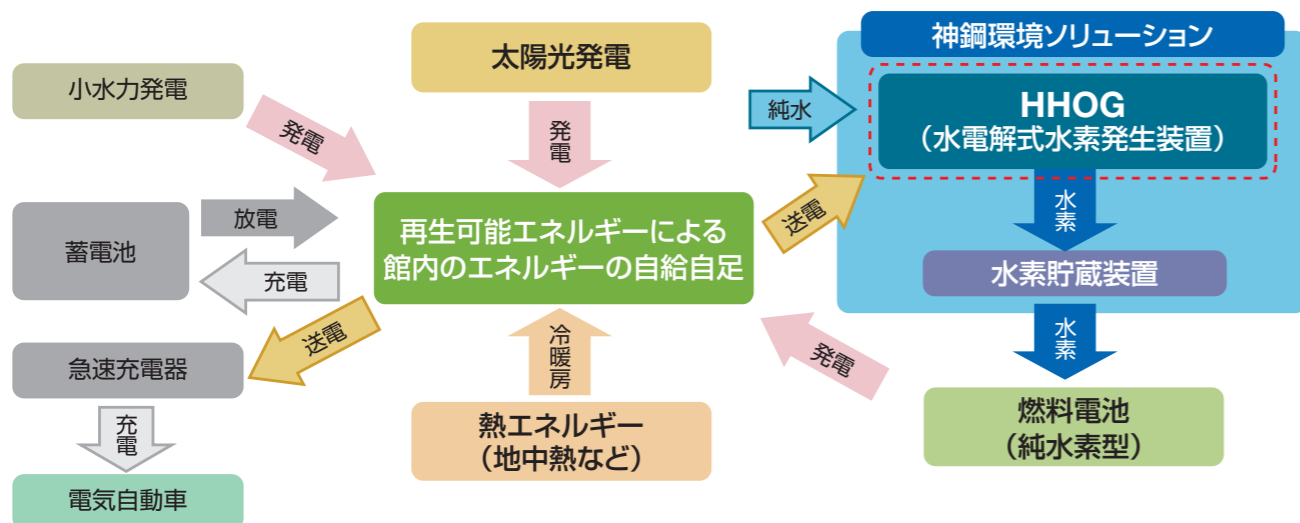 神鋼環境ソリューション
太陽光発電
小水力発電
純水
HHOG
（水電解式水素発生装置）
発電
発電
水素
送電
放電
再生可能エネルギーによる
館内のエネルギーの自給自足
蓄電池
充電
水素貯蔵装置
送電
冷暖房
発電
水素
急速充電器
充電
熱エネルギー
（地中熱など）
燃料電池
（純水素型）
電気自動車